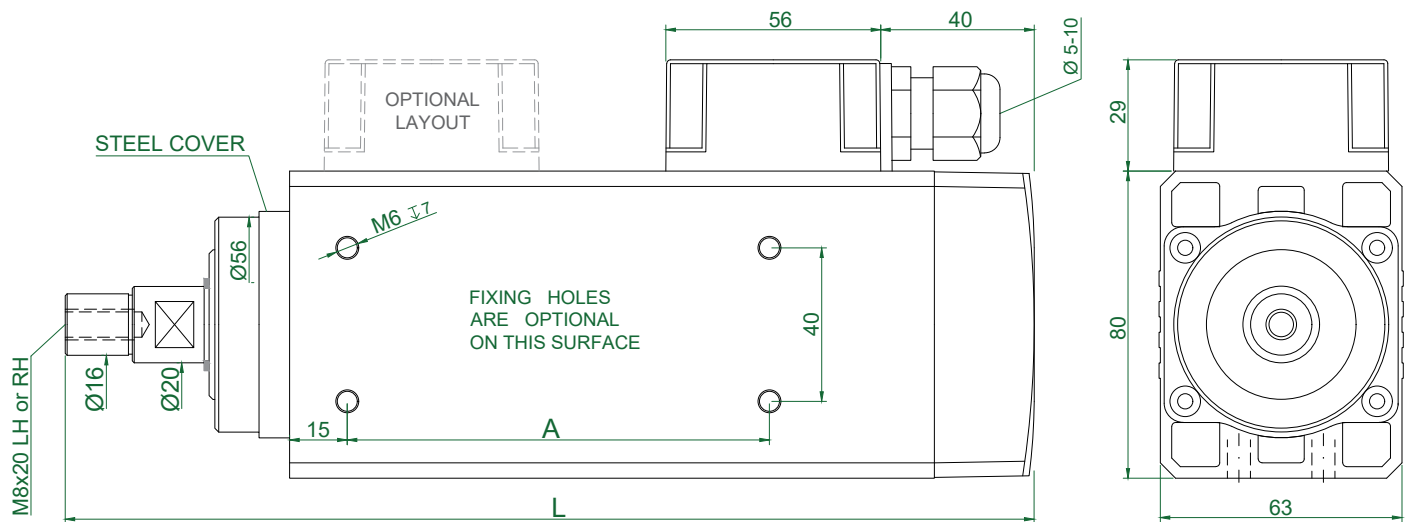 56
40
Ø 5-10
OPTIONAL
LAYOUT
29
STEEL COVER
M6 ↧7
Ø56
FIXING HOLES
ARE OPTIONAL
ON THIS SURFACE
40
80
M8x20 LH or RH
Ø16
Ø20
15
A
L
63